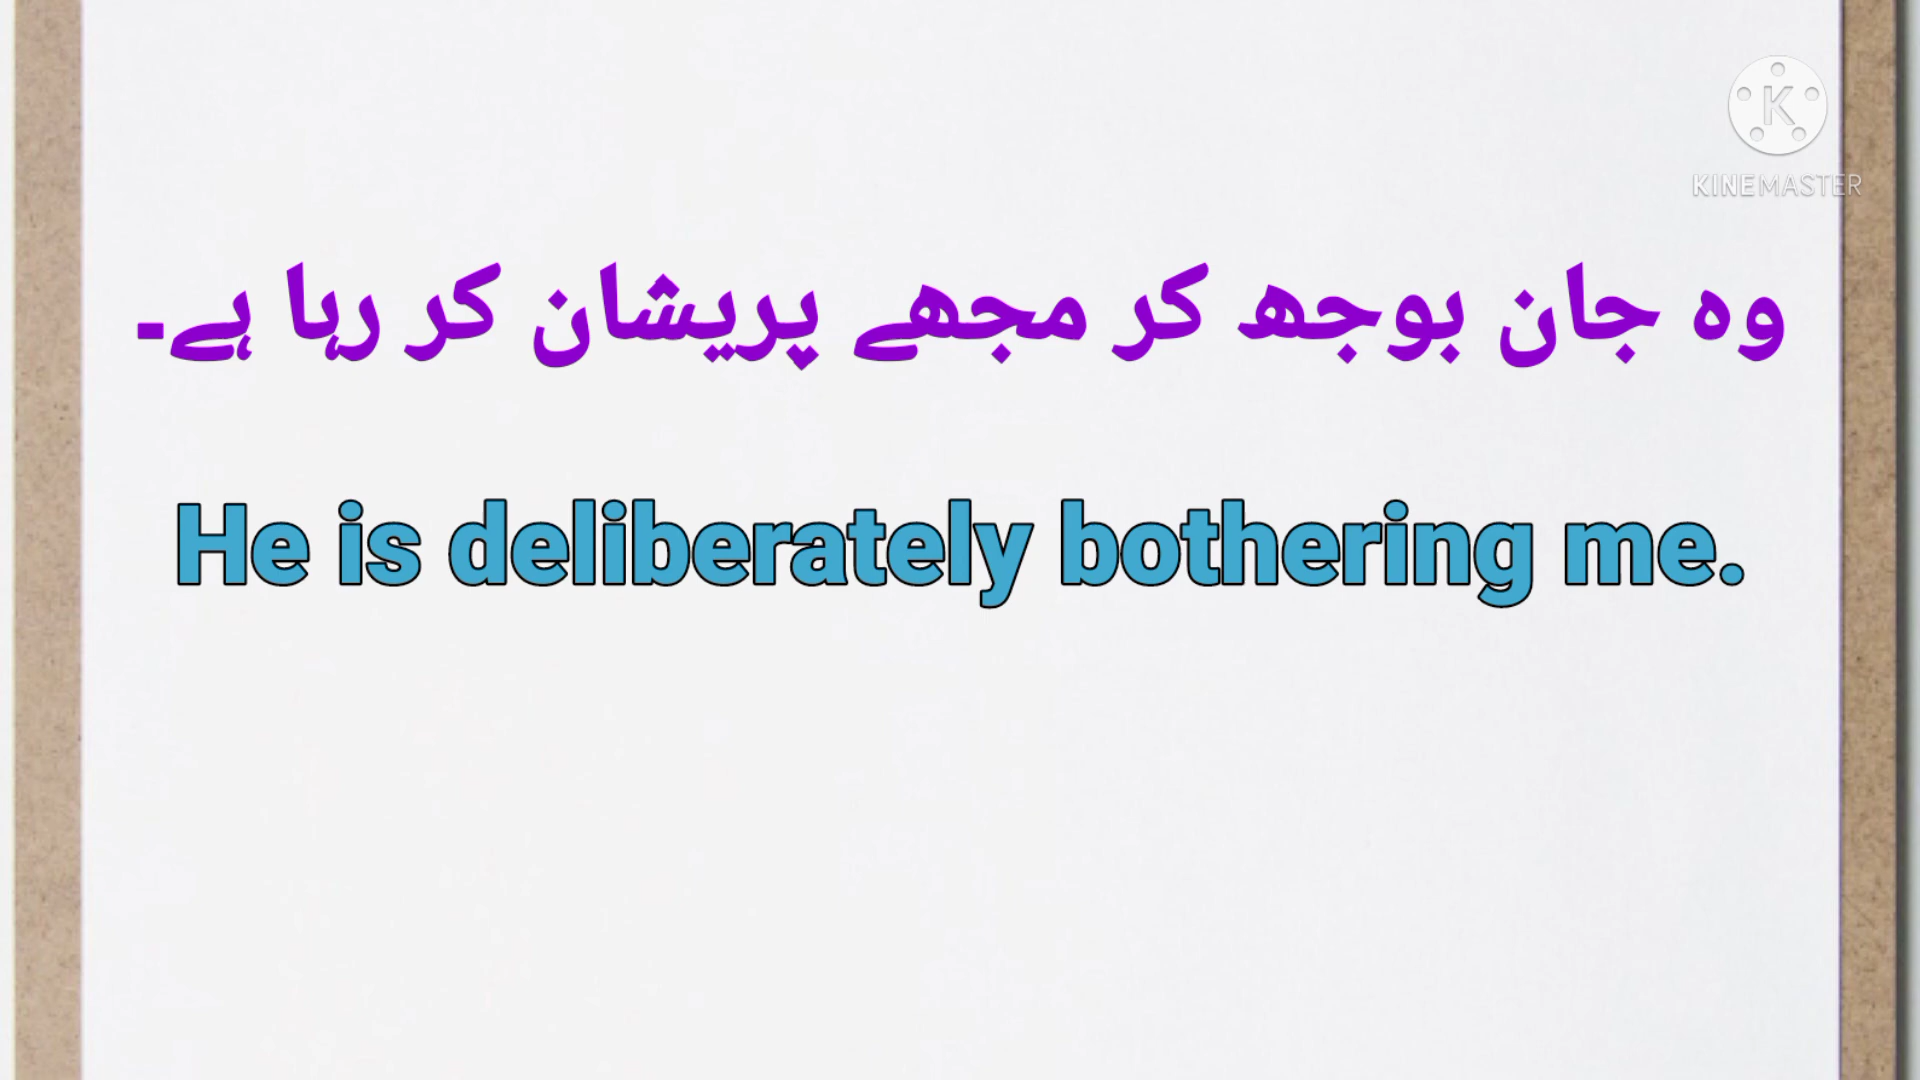 KINEMASTER
وہ جان بوجھ کر مجھے پریشان کر رہا ہے۔
He is deliberately bothering me.